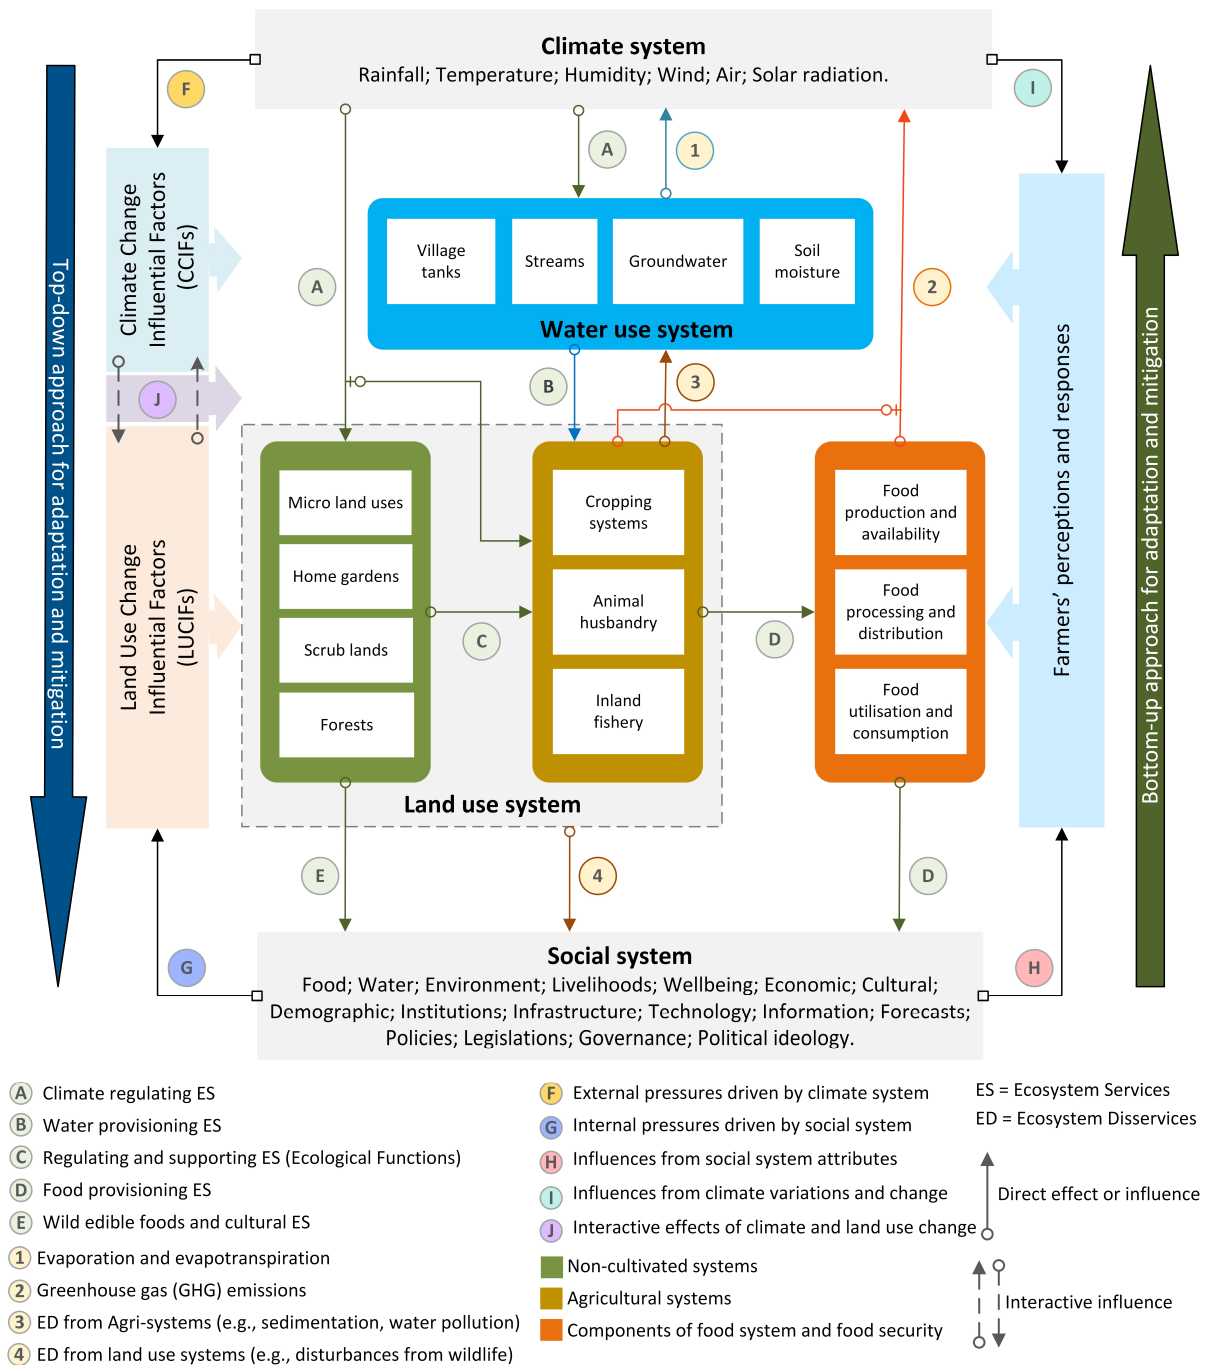 Climate system
Rainfall; Temperature; Humidity; Wind; Air; Solar radiation.
F
I
A
1
Top-down approach for adaptation and mitigation
Climate Change
Influential Factors
(CCIFs)
Village
tanks
Streams
Groundwater
Soil
moisture
Water use system
A
2
B
3
J
Land Use Change
Influential Factors
(LUCIFs)
Micro land uses
Home gardens
Scrub lands
Forests
C
Cropping
systems
Animal
husbandry
Inland
fishery
Land use system
D
Food
production and
availability
Food
processing and
distribution
Food
utilisation and
consumption
Farmers' perceptions and responses
Bottom-up approach for adaptation and mitigation
E
4
D
G
H
Social system
Food; Water; Environment; Livelihoods; Wellbeing; Economic; Cultural;
Demographic; Institutions; Infrastructure; Technology; Information; Forecasts;
Policies; Legislations; Governance; Political ideology.
A Climate regulating ES
B Water provisioning ES
C Regulating and supporting ES (Ecological Functions)
D Food provisioning ES
E Wild edible foods and cultural ES
1 Evaporation and evapotranspiration
2 Greenhouse gas (GHG) emissions
3 ED from Agri-systems (e.g., sedimentation, water pollution)
4 ED from land use systems (e.g., disturbances from wildlife)
F External pressures driven by climate system
G Internal pressures driven by social system
H Influences from social system attributes
I Influences from climate variations and change
J Interactive effects of climate and land use change
Non-cultivated systems
Agricultural systems
Components of food system and food security
ES = Ecosystem Services
ED = Ecosystem Disservices
Direct effect or influence
Interactive influence